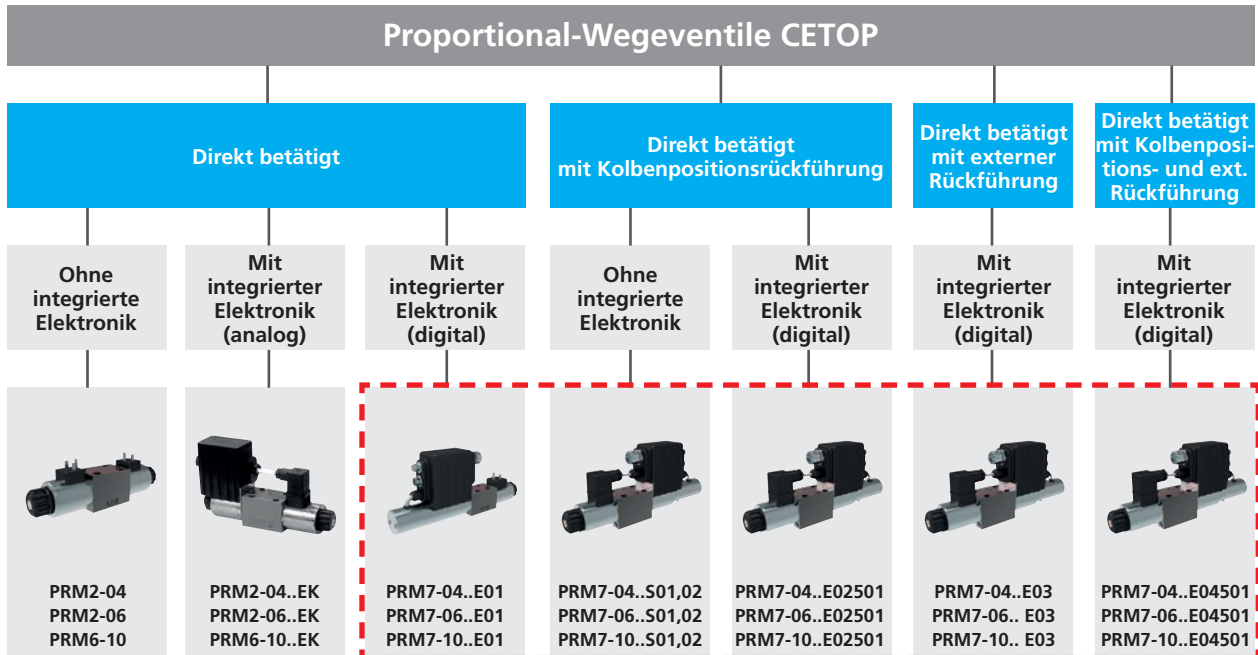 Proportional-Wegeventile CETOP
Direkt betätigt
Direkt betätigt
mit Kolbenpositionsrückführung
Direkt betätigt
mit externer
Rückführung
Direkt betätigt
mit Kolbenposi-
tions- und ext.
Rückführung
Ohne
integrierte
Elektronik
Mit
integrierter
Elektronik
(analog)
Mit
integrierter
Elektronik
(digital)
Ohne
integrierte
Elektronik
Mit
integrierter
Elektronik
(digital)
Mit
integrierter
Elektronik
(digital)
Mit
integrierter
Elektronik
(digital)
PRM2-04
PRM2-06
PRM6-10
PRM2-04..EK
PRM2-06..EK
PRM6-10..EK
PRM7-04..E01
PRM7-06..E01
PRM7-10..E01
PRM7-04..S01,02
PRM7-06..S01,02
PRM7-10..S01,02
PRM7-04..E02501
PRM7-06..E02501
PRM7-10..E02501
PRM7-04..E03
PRM7-06.. E03
PRM7-10.. E03
PRM7-04..E04501
PRM7-06..E04501
PRM7-10..E04501